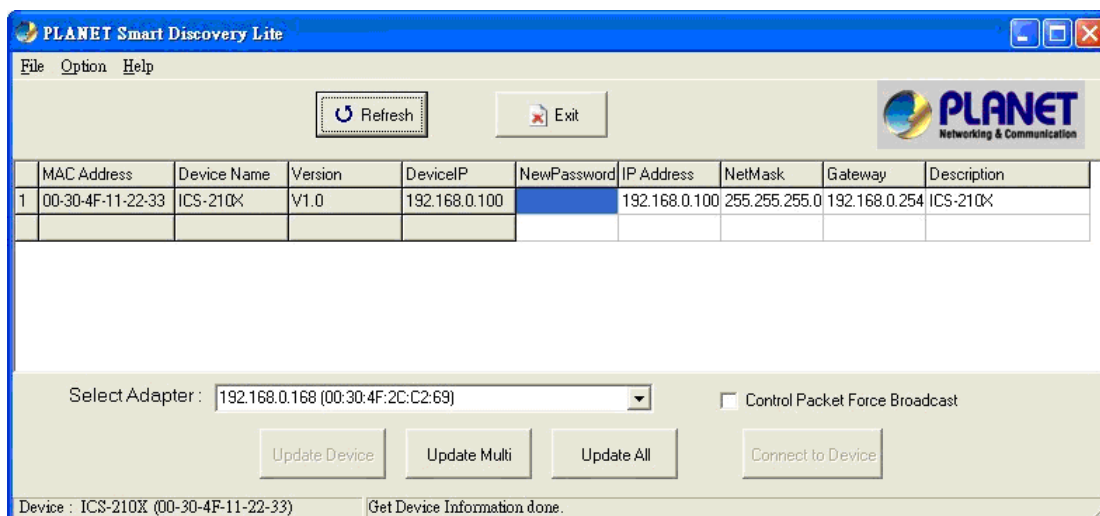 PLANET Smart Discovery Lite
File Option Help
Refresh Exit
PLANET
Networking & Communication
MAC Address Device Name Version DeviceIP NewPassword IP Address NetMask Gateway Description
1 00-30-4F-11-22-33 ICS-210X V1.0 192.168.0.100 192.168.0.100 255.255.255.0 192.168.0.254 ICS-210X
Select Adapter : 192.168.0.168 (00:30:4F:2C:C2:69) Control Packet Force Broadcast
Update Device Update Multi Update All Connect to Device
Device : ICS-210X (00-30-4F-11-22-33) Get Device Information done.